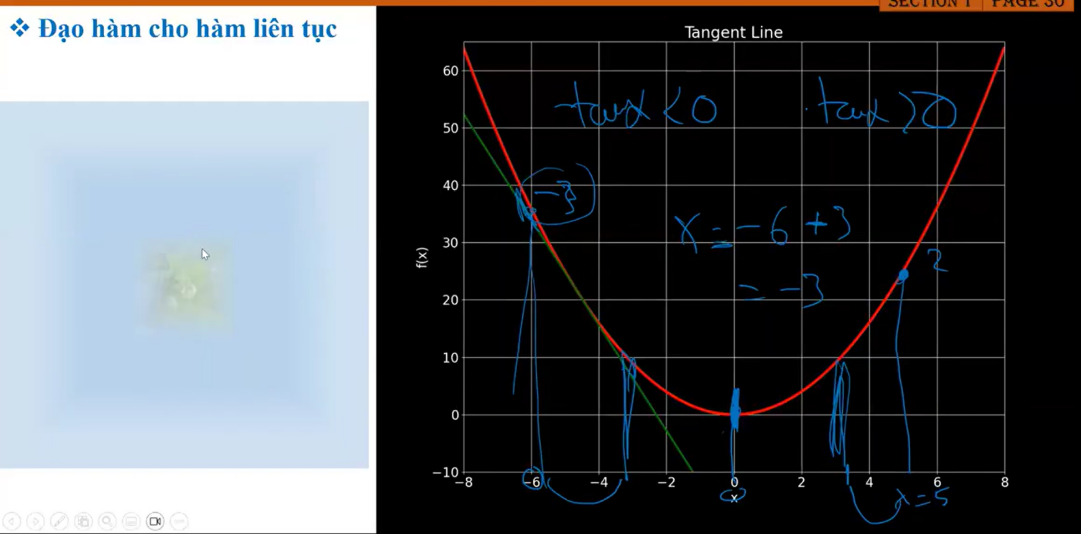 SECTION 1 | PAGE 30
❖ Đạo hàm cho hàm liên tục
Tangent Line
tanα < 0
tanα > 0
-3
x = -6 + 3
= -3
2
x = 5
f(x)
60
50
40
30
20
10
0
−10
−8 −6 −4 −2 0 2 4 6 8
x